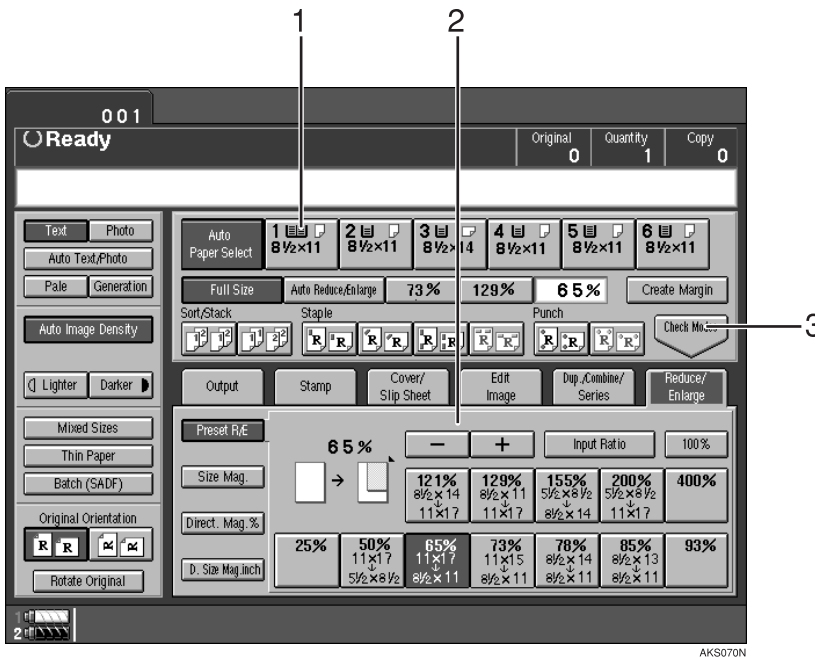 1 2
001
Ready
Original 0 Quantity 1 Copy 0
Text Photo
Auto Text/Photo
Pale Generation
Auto Image Density
Lighter Darker
Mixed Sizes
Thin Paper
Batch (SADF)
Original Orientation
R R R R
Rotate Original
Auto Paper Select
1 8½×11
2 8½×11
3 8½×14
4 8½×11
5 8½×11
6 8½×11
Full Size Auto Reduce/Enlarge 73% 129% 65% Create Margin
Sort/Stack Staple Punch
Check Modes
3
Output
Stamp
Cover/
Slip Sheet
Edit
Image
Dup./Combine/
Series
Reduce/
Enlarge
Preset R/E
Size Mag.
Direct. Mag.%
D. Size Mag.inch
65% − + Input Ratio 100%
121% 8½×14 ↓ 11×17
129% 8½×11 ↓ 11×17
155% 5½×8½ ↓ 8½×14
200% 5½×8½ ↓ 11×17
400%
25%
50% 11×17 ↓ 5½×8½
65% 11×17 ↓ 8½×11
73% 11×15 ↓ 8½×11
78% 8½×14 ↓ 8½×11
85% 8½×13 ↓ 8½×11
93%
1
2
AKS070N